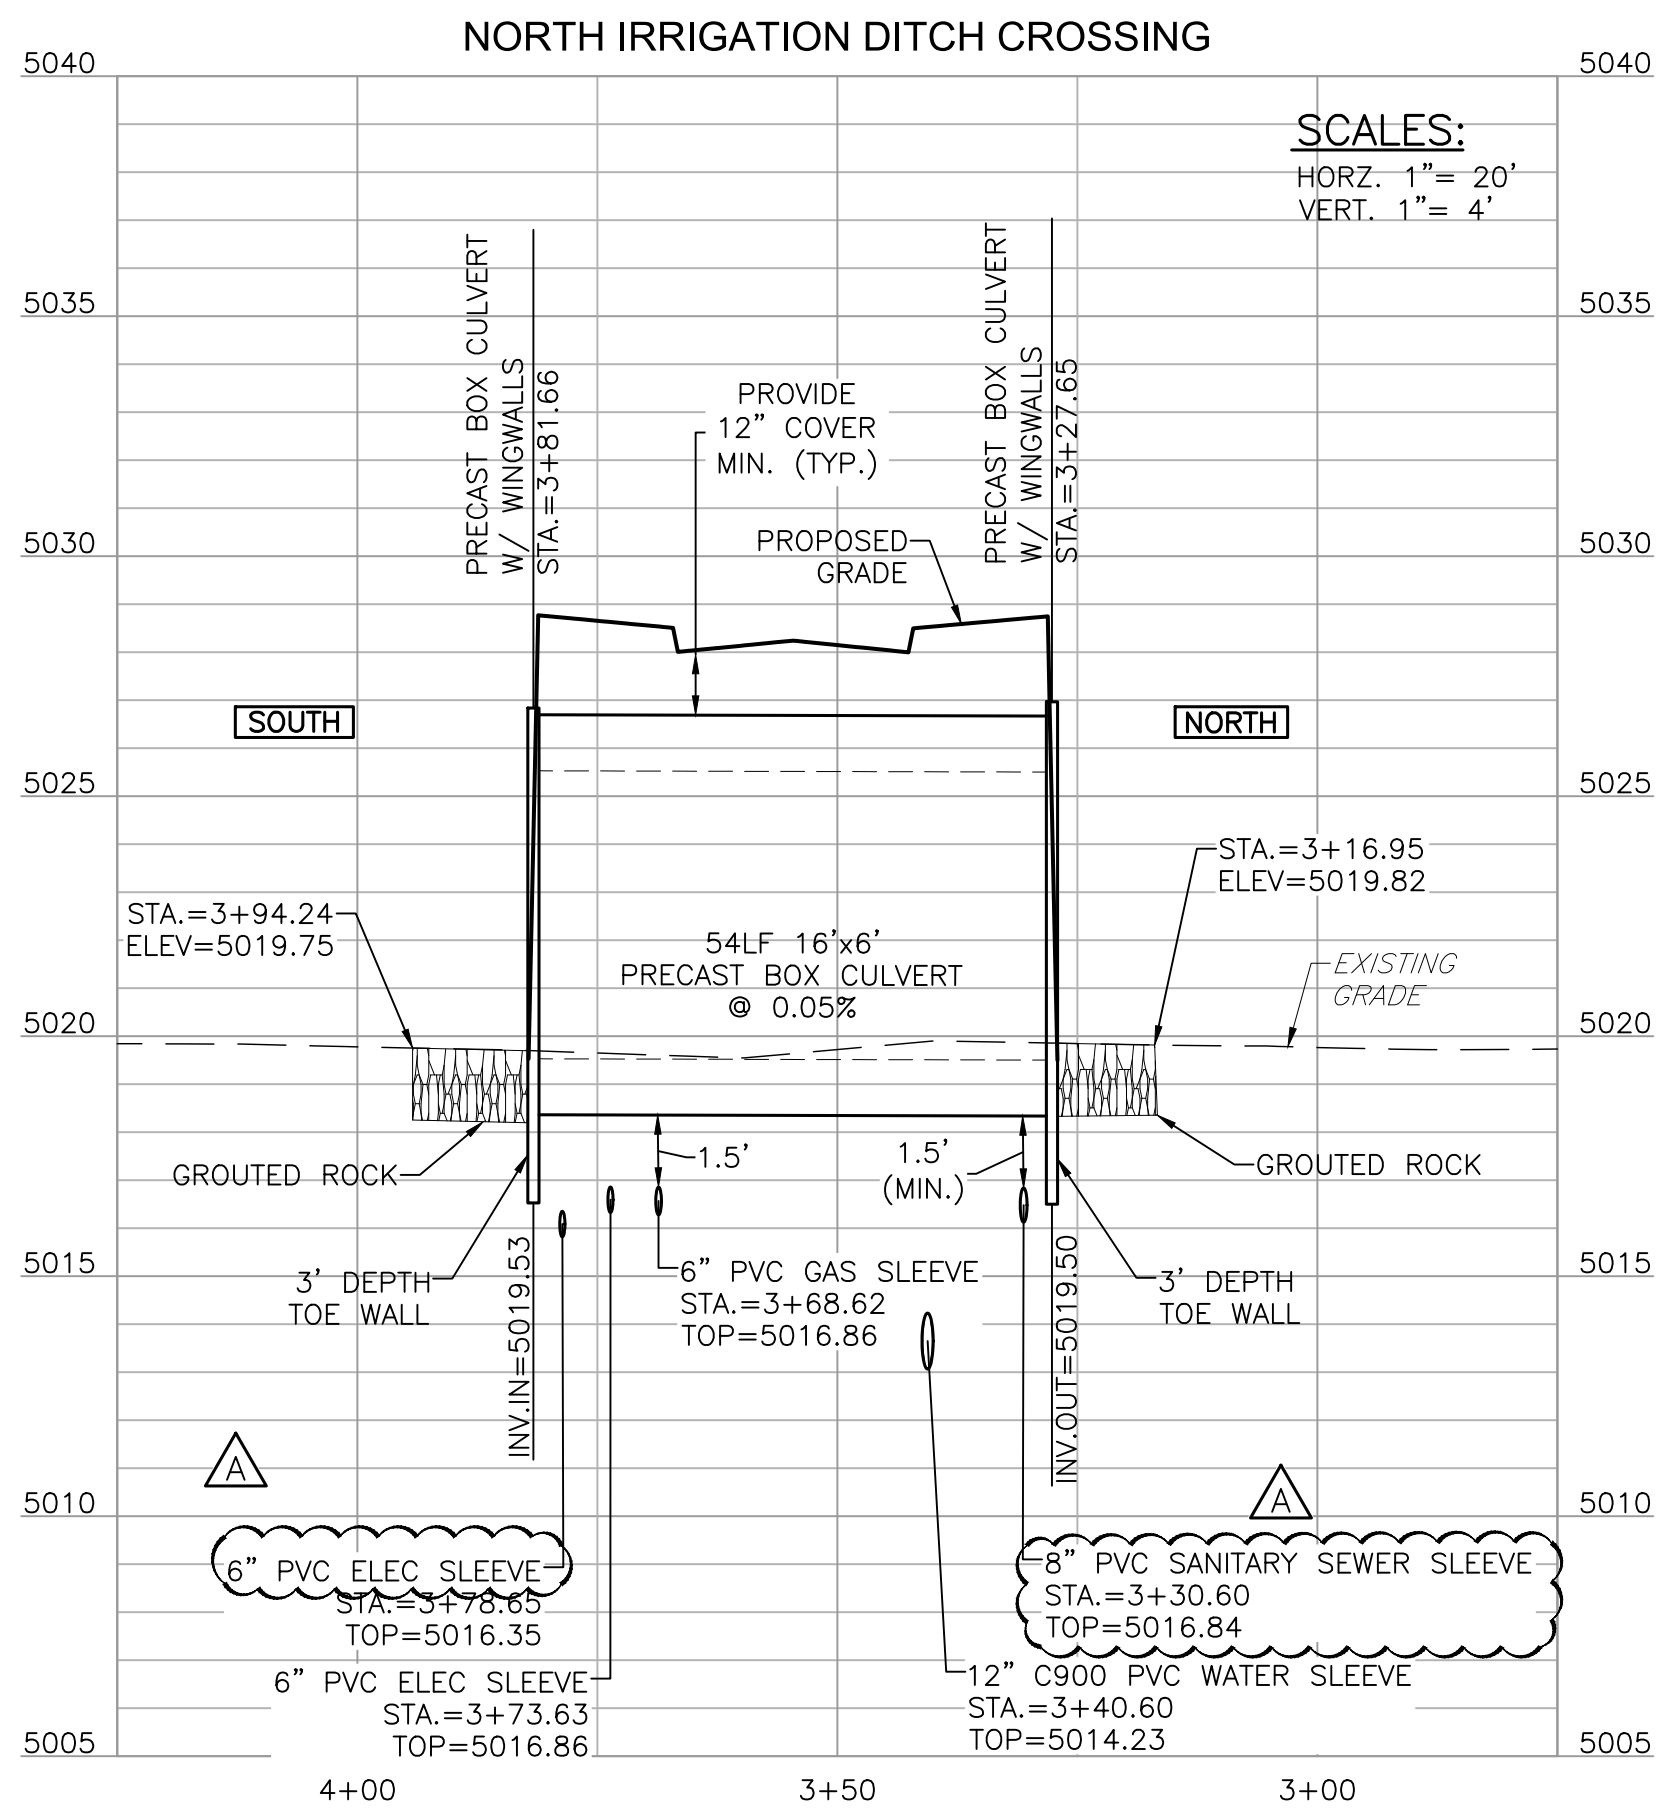 NORTH IRRIGATION DITCH CROSSING
5040
5040
SCALES:
HORZ. 1”= 20’
VERT. 1”= 4’
PRECAST BOX CULVERT
W/ WINGWALLS
STA.=3+81.66
PRECAST BOX CULVERT
W/ WINGWALLS
STA.=3+27.65
5035
5035
PROVIDE
12” COVER
MIN. (TYP.)
PROPOSED
GRADE
5030
5030
SOUTH
NORTH
5025
5025
STA.=3+16.95
ELEV=5019.82
STA.=3+94.24
ELEV=5019.75
54LF 16’x6’
PRECAST BOX CULVERT
@ 0.05%
EXISTING
GRADE
5020
5020
GROUTED ROCK
1.5’
1.5’
(MIN.)
GROUTED ROCK
5015
5015
3’ DEPTH
TOE WALL
INV.IN=5019.53
6” PVC GAS SLEEVE
STA.=3+68.62
TOP=5016.86
INV.OUT=5019.50
3’ DEPTH
TOE WALL
A
A
5010
5010
6” PVC ELEC SLEEVE
STA.=3+78.65
TOP=5016.35
8” PVC SANITARY SEWER SLEEVE
STA.=3+30.60
TOP=5016.84
6” PVC ELEC SLEEVE
STA.=3+73.63
TOP=5016.86
12” C900 PVC WATER SLEEVE
STA.=3+40.60
TOP=5014.23
5005
5005
4+00
3+50
3+00